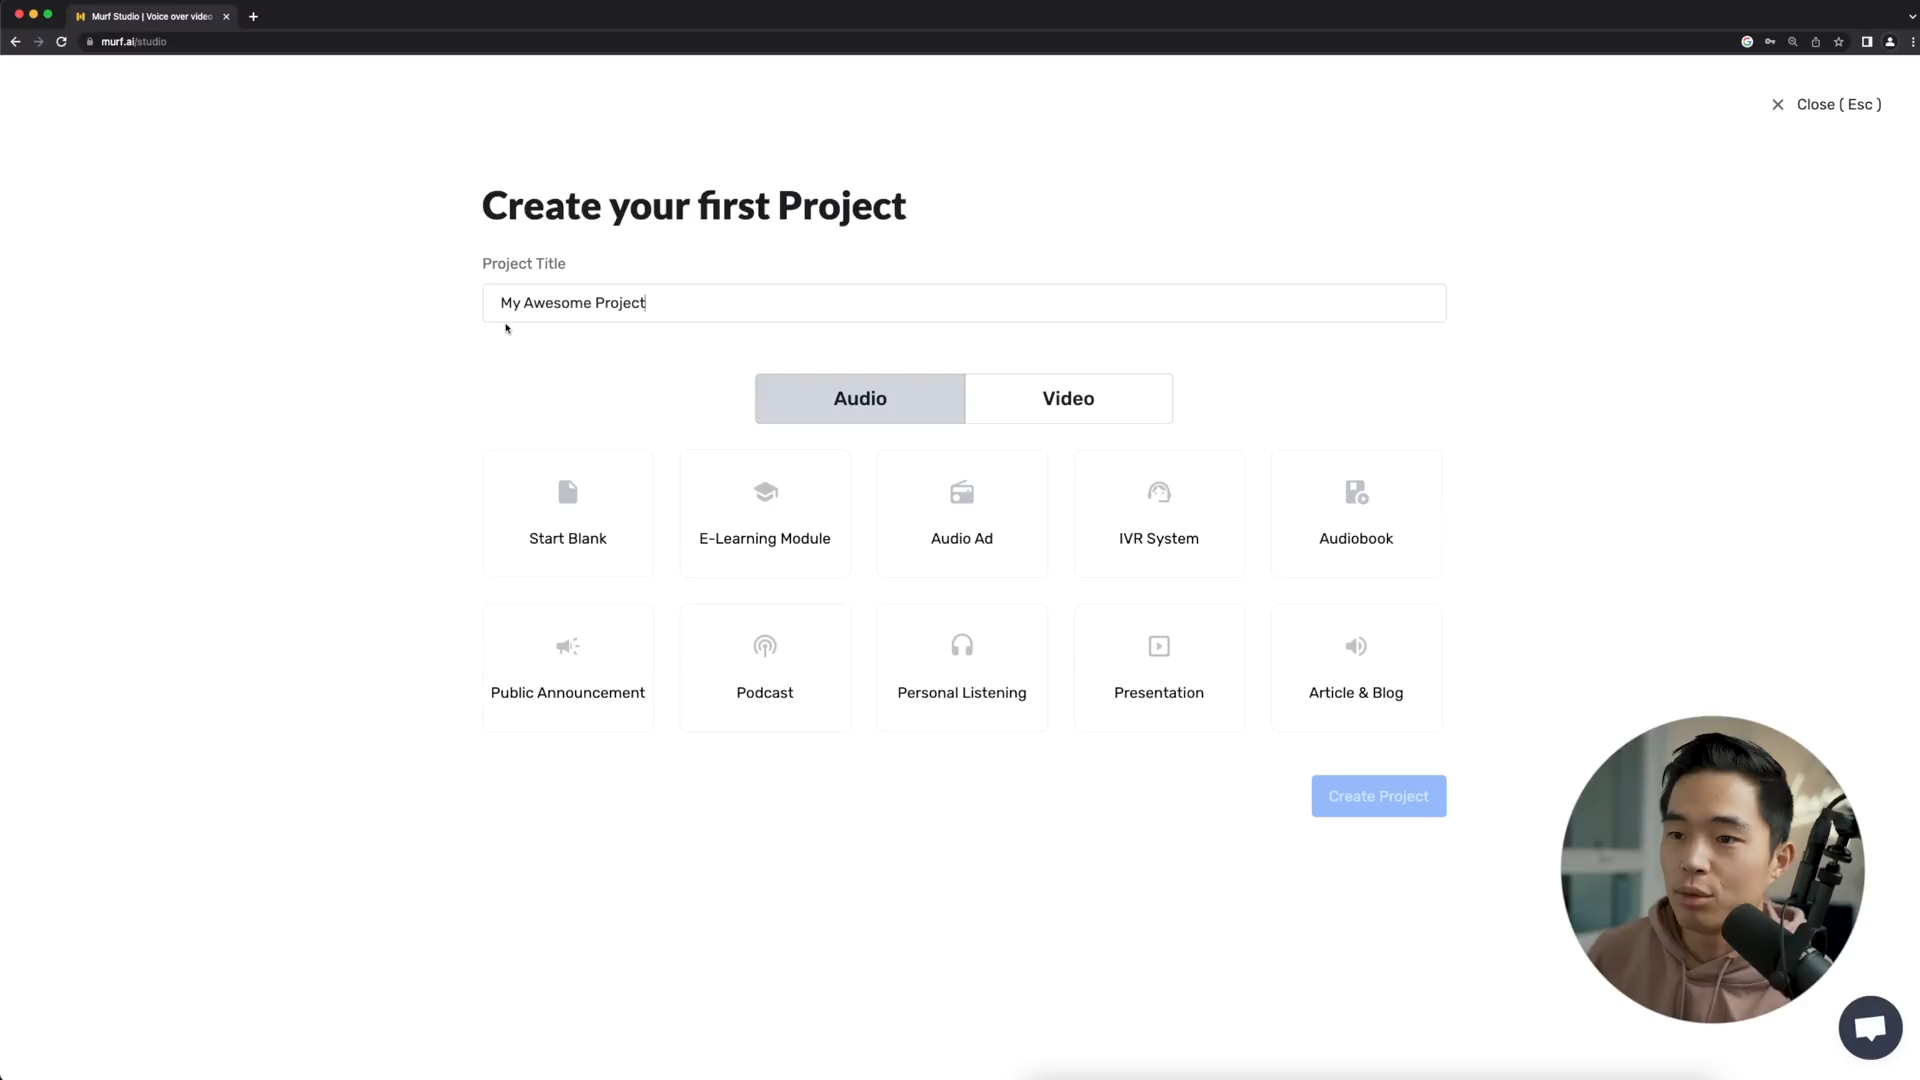 Murf Studio | Voice over video
murf.ai/studio
Close ( Esc )
Create your first Project
Project Title
My Awesome Project
Audio
Video
Start Blank
E-Learning Module
Audio Ad
IVR System
Audiobook
Public Announcement
Podcast
Personal Listening
Presentation
Article & Blog
Create Project